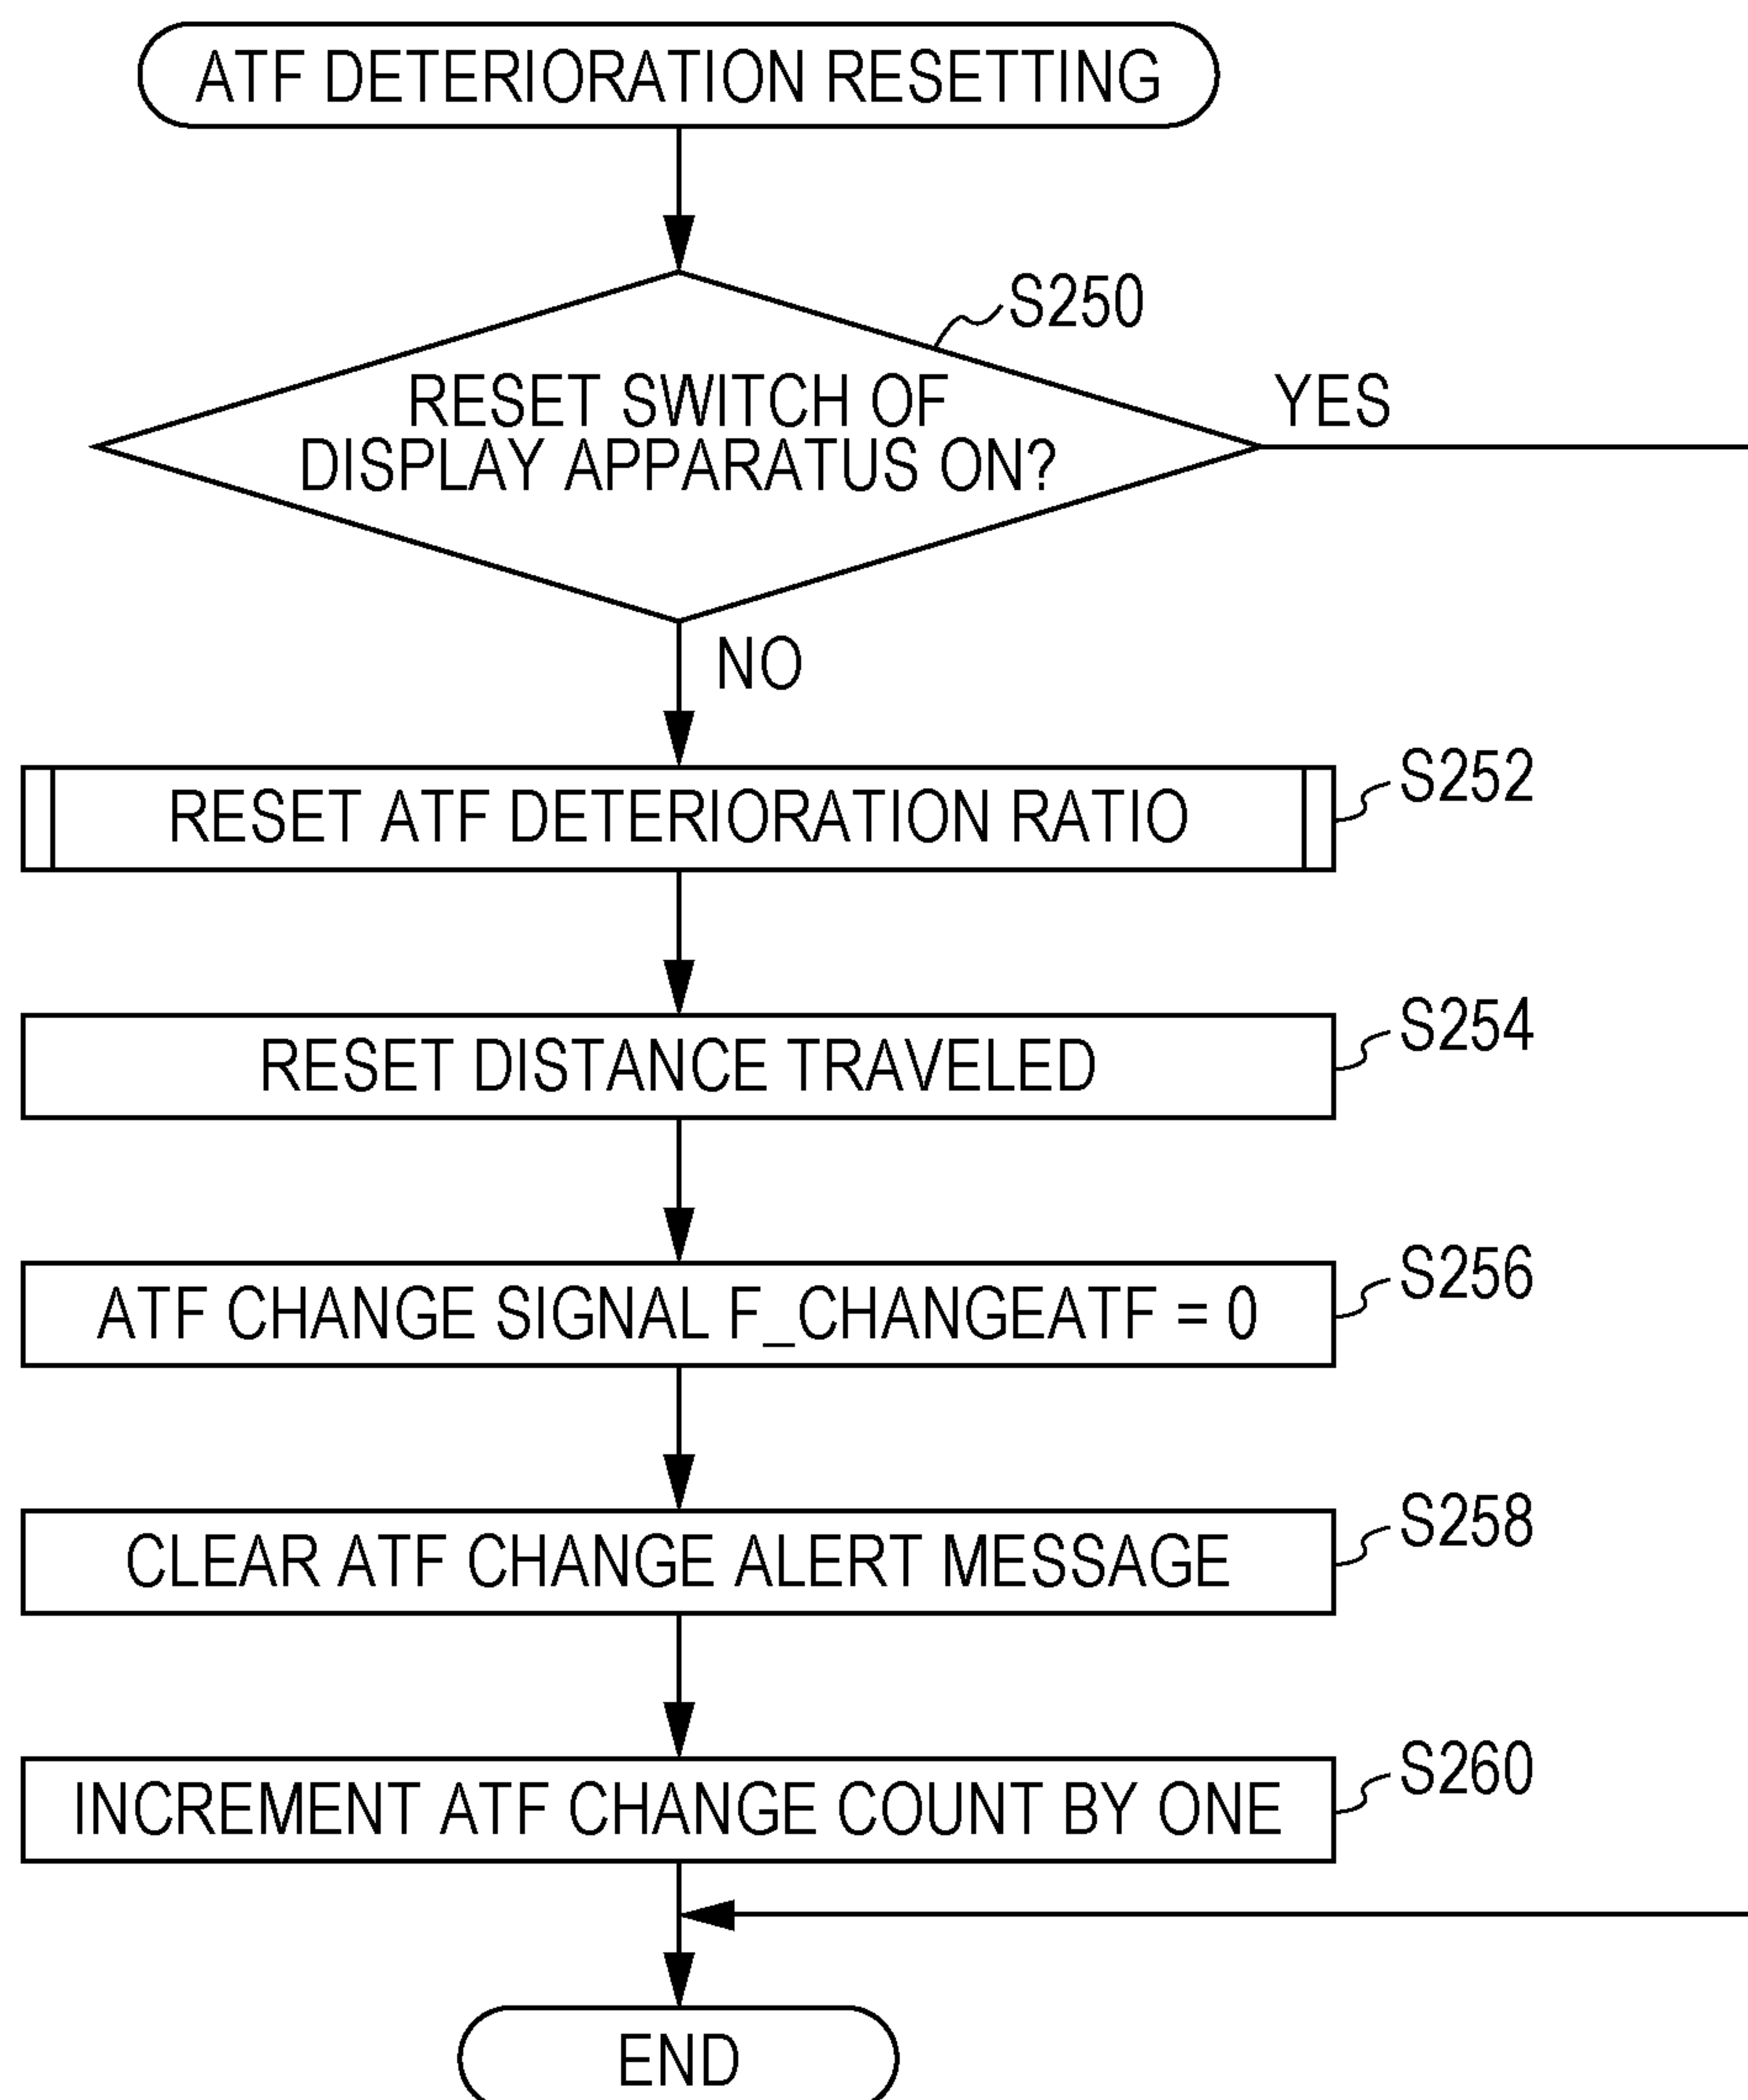 ATF DETERIORATION RESETTING
S250
RESET SWITCH OF
DISPLAY APPARATUS ON?
YES
NO
RESET ATF DETERIORATION RATIO
S252
RESET DISTANCE TRAVELED
S254
ATF CHANGE SIGNAL F_CHANGEATF = 0
S256
CLEAR ATF CHANGE ALERT MESSAGE
S258
INCREMENT ATF CHANGE COUNT BY ONE
S260
END